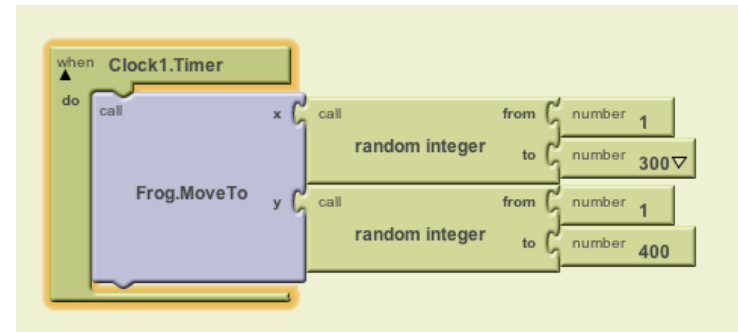 when Clock1.Timer
do
call x call from number 1
random integer to number 300
Frog.MoveTo y call from number 1
random integer to number 400